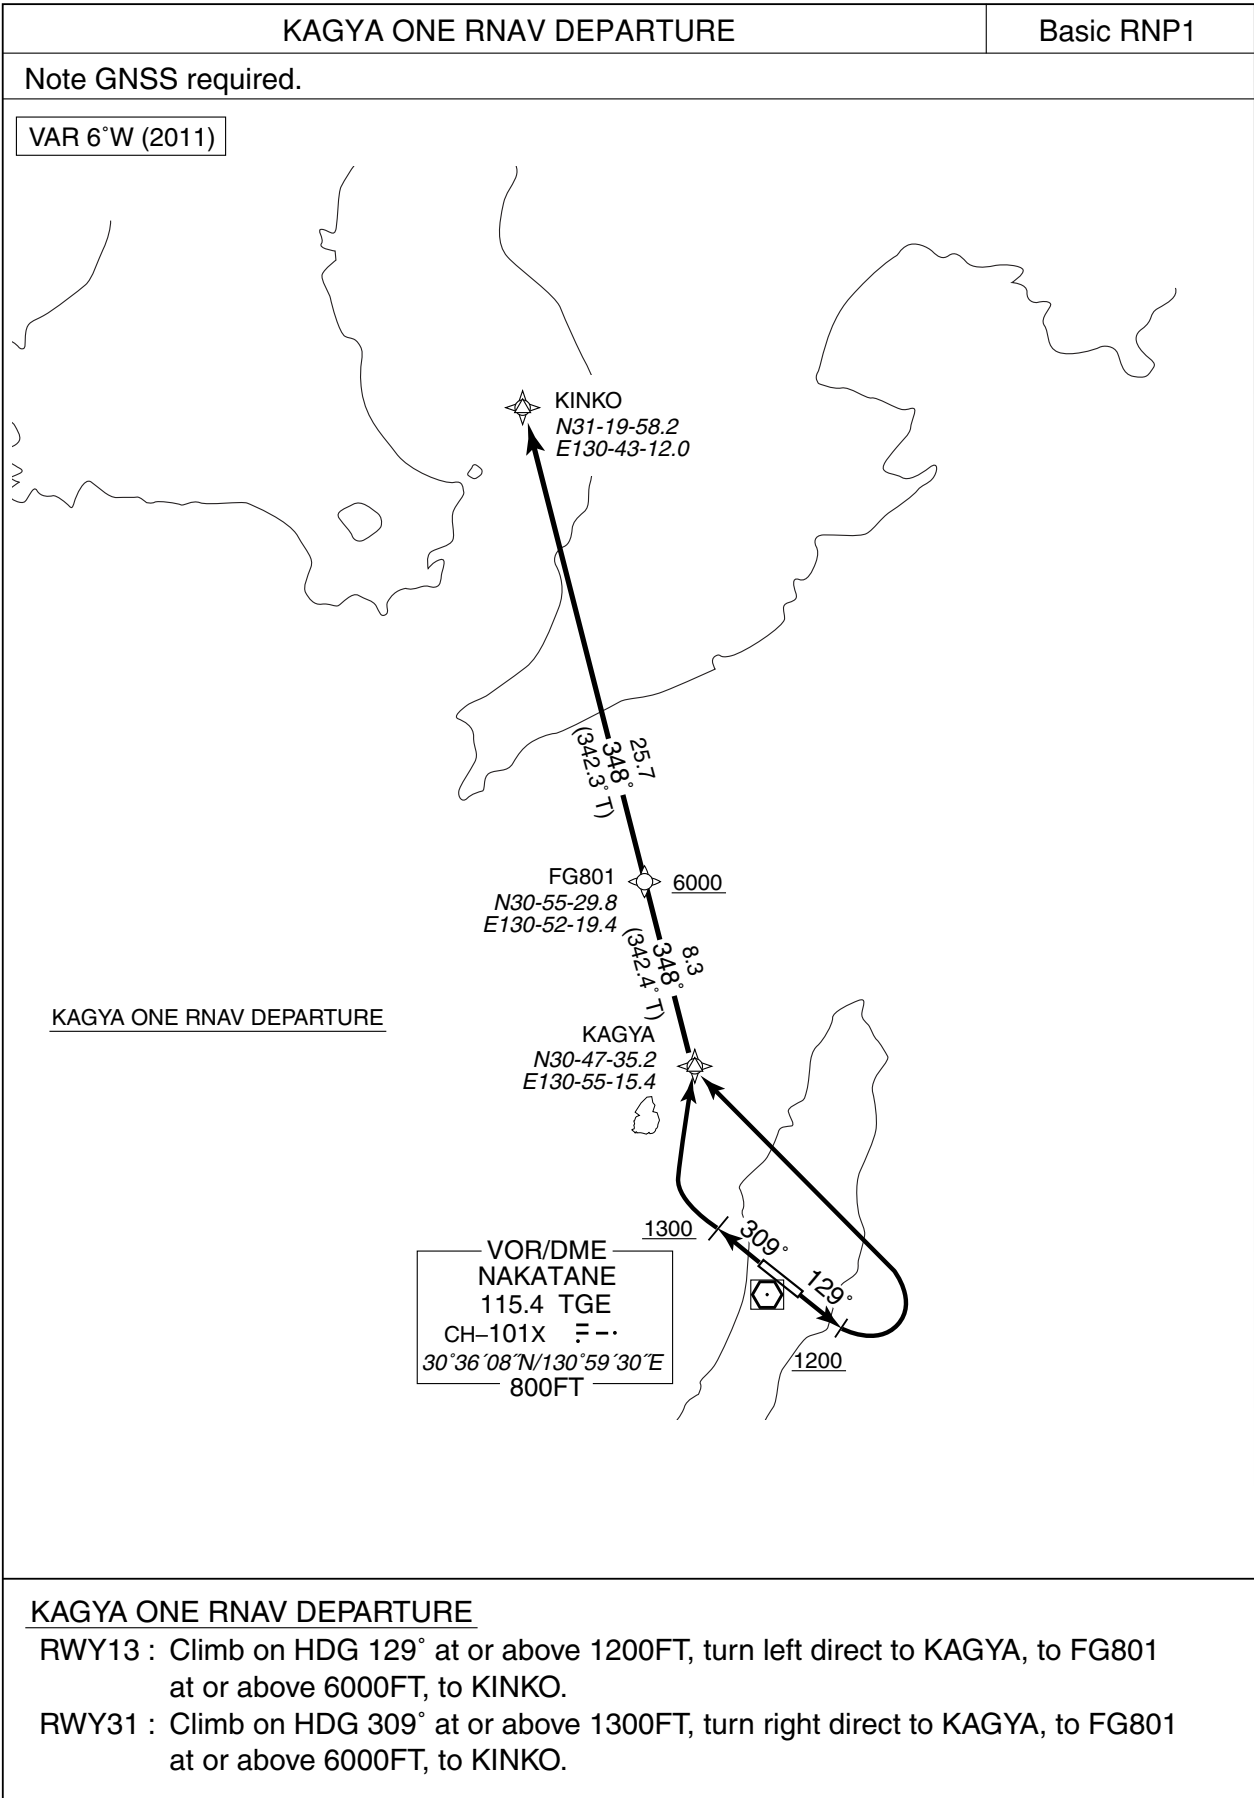 KAGYA ONE RNAV DEPARTURE
Basic RNP1
Note GNSS required.
VAR 6˚W (2011)
KINKO
N31-19-58.2
E130-43-12.0
25.7
348˚
(342.3˚T)
FG801
N30-55-29.8
E130-52-19.4
6000
8.3
348˚
(342.4˚T)
KAGYA ONE RNAV DEPARTURE
KAGYA
N30-47-35.2
E130-55-15.4
1300
309˚
129˚
1200
VOR/DME
NAKATANE
115.4 TGE
CH–101X
30˚36´08˝N/130˚59´30˝E
800FT
KAGYA ONE RNAV DEPARTURE
RWY13 : Climb on HDG 129˚ at or above 1200FT, turn left direct to KAGYA, to FG801
at or above 6000FT, to KINKO.
RWY31 : Climb on HDG 309˚ at or above 1300FT, turn right direct to KAGYA, to FG801
at or above 6000FT, to KINKO.